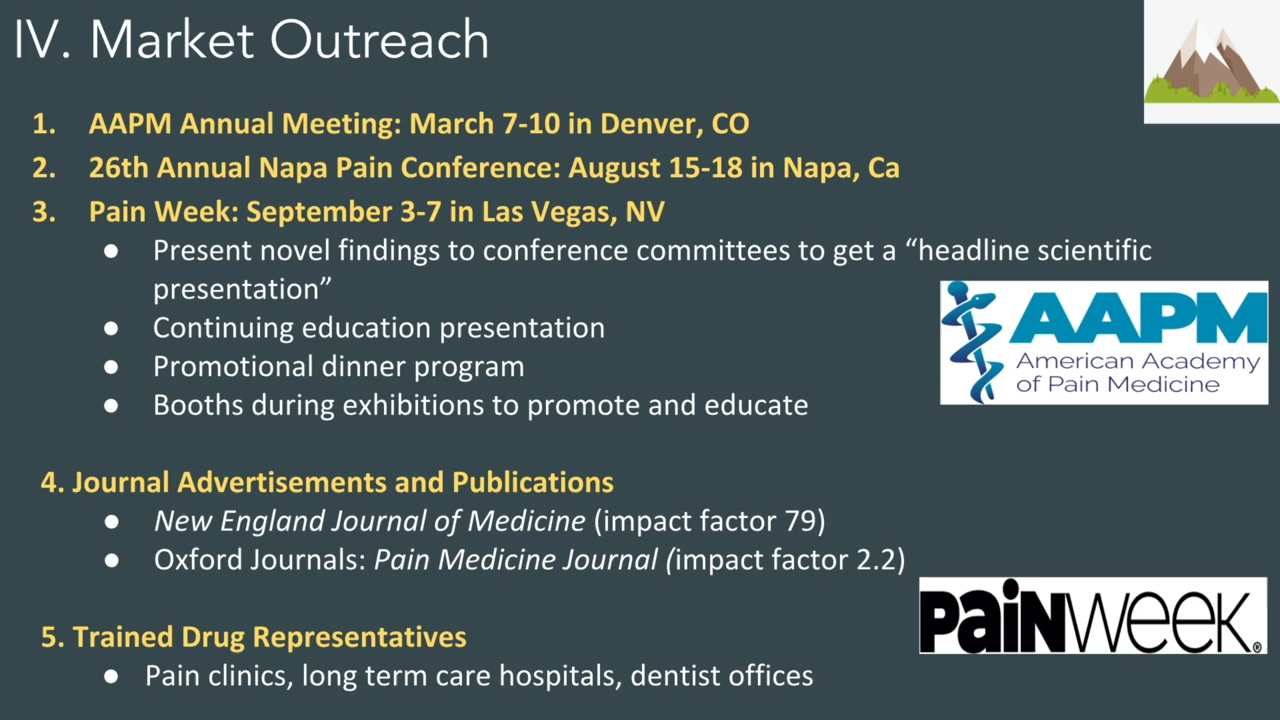 IV. Market Outreach
1. AAPM Annual Meeting: March 7-10 in Denver, CO
2. 26th Annual Napa Pain Conference: August 15-18 in Napa, Ca
3. Pain Week: September 3-7 in Las Vegas, NV
● Present novel findings to conference committees to get a “headline scientific
presentation”
● Continuing education presentation
● Promotional dinner program
● Booths during exhibitions to promote and educate
AAPM
American Academy
of Pain Medicine
4. Journal Advertisements and Publications
● New England Journal of Medicine (impact factor 79)
● Oxford Journals: Pain Medicine Journal (impact factor 2.2)
PaiNWeek®
5. Trained Drug Representatives
● Pain clinics, long term care hospitals, dentist offices